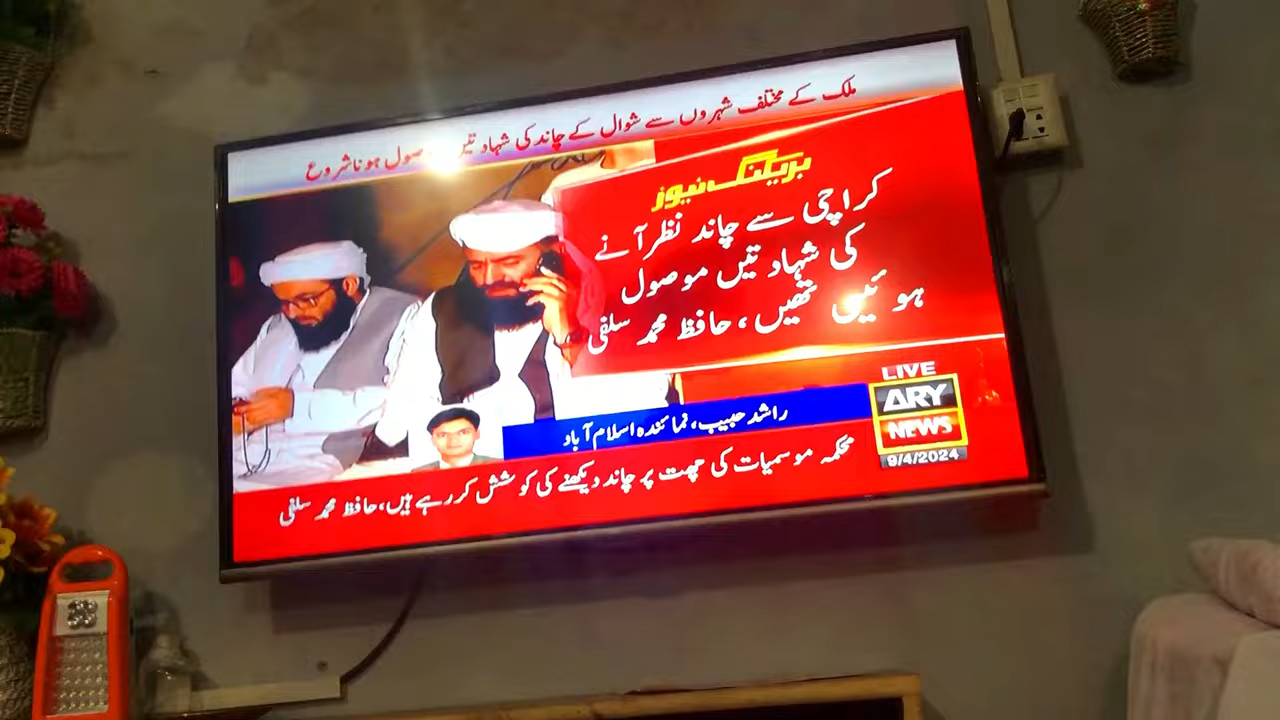 ملک کے مختلف شہروں سے شوال کے چاند کی شہادتیں موصول ہونا شروع
بریکنگ نیوز
کراچی سے چاند نظر آنے
کی شہادتیں موصول
ہوئیں تھیں، حافظ محمد سلفی
LIVE
ARY
NEWS
9/4/2024
راشد حبیب، نمائندہ اسلام آباد
محکمہ موسمیات کی چھت پر چاند دیکھنے کی کوشش کر رہے ہیں، حافظ محمد سلفی